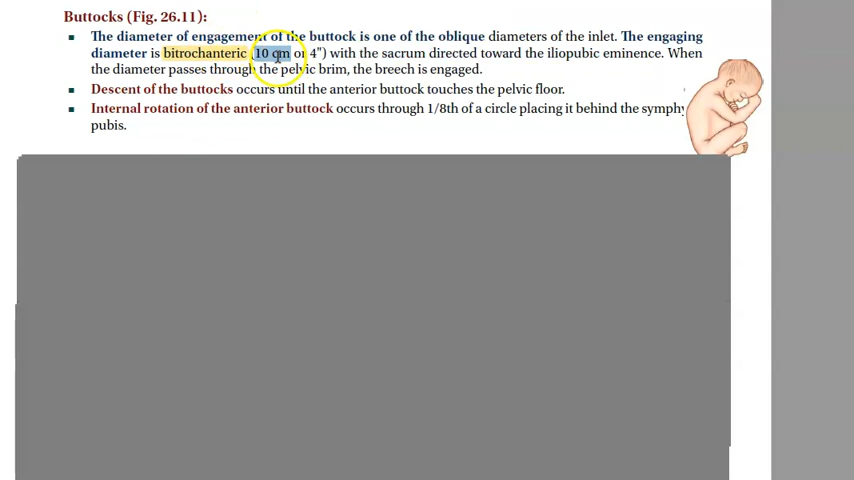 Buttocks (Fig. 26.11):
▪ The diameter of engagement of the buttock is one of the oblique diameters of the inlet. The engaging
diameter is bitrochanteric (10 cm or 4") with the sacrum directed toward the iliopubic eminence. When
the diameter passes through the pelvic brim, the breech is engaged.
▪ Descent of the buttocks occurs until the anterior buttock touches the pelvic floor.
▪ Internal rotation of the anterior buttock occurs through 1/8th of a circle placing it behind the symphy
pubis.